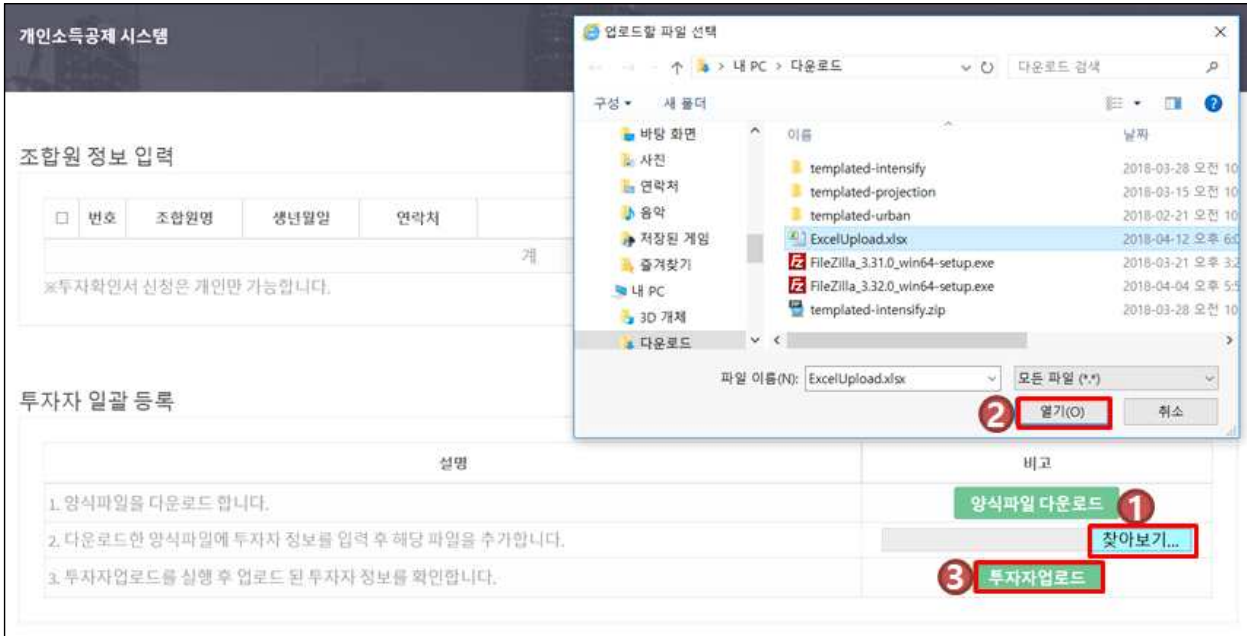 개인소득공제 시스템
조합원 정보 입력
□ 번호 조합원명 생년월일 연락처
계
※투자확인서 신청은 개인만 가능합니다.
업로드할 파일 선택
내 PC > 다운로드
다운로드 검색
구성 새 폴더
바탕 화면
사진
연락처
음악
저장된 게임
즐겨찾기
내 PC
3D 개체
다운로드
이름 날짜
templated-intensify 2018-03-28 오전 10
templated-projection 2018-03-15 오전 10
templated-urban 2018-02-21 오전 10
ExcelUpload.xlsx 2018-04-12 오후 6:0
FileZilla_3.31.0_win64-setup.exe 2018-03-21 오후 3:2
FileZilla_3.32.0_win64-setup.exe 2018-04-04 오후 5:5
templated-intensify.zip 2018-03-28 오전 10
파일 이름(N): ExcelUpload.xlsx 모든 파일 (*.*)
2 열기(O) 취소
투자자 일괄 등록
설명 비고
1. 양식파일을 다운로드 합니다. 양식파일 다운로드 1
2. 다운로드한 양식파일에 투자자 정보를 입력 후 해당 파일을 추가합니다. 찾아보기...
3. 투자자업로드를 실행 후 업로드 된 투자자 정보를 확인합니다. 3 투자자업로드